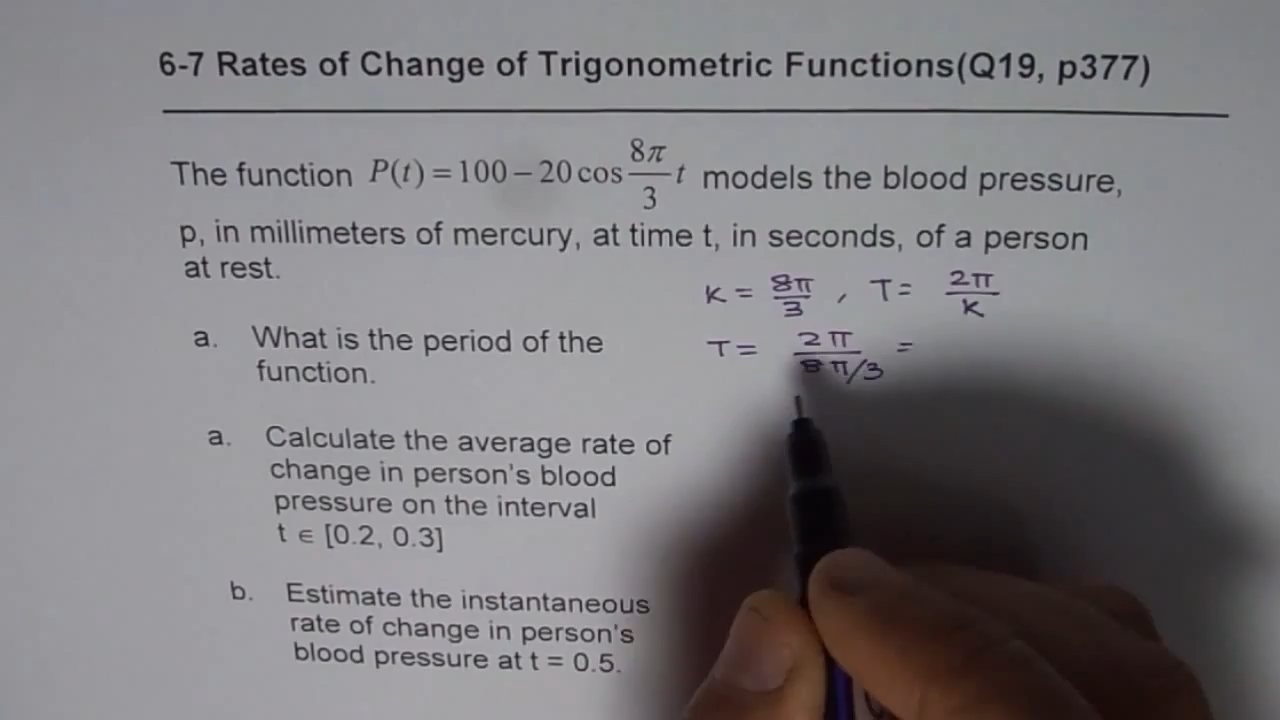 6-7 Rates of Change of Trigonometric Functions(Q19, p377)
The function P(t) = 100 – 20 cos 8π/3 t models the blood pressure,
p, in millimeters of mercury, at time t, in seconds, of a person
at rest.
K = 8π/3 , T = 2π/K
a. What is the period of the
function.
T = 2π/(8π/3) =
a. Calculate the average rate of
change in person's blood
pressure on the interval
t ∈ [0.2, 0.3]
b. Estimate the instantaneous
rate of change in person's
blood pressure at t = 0.5.